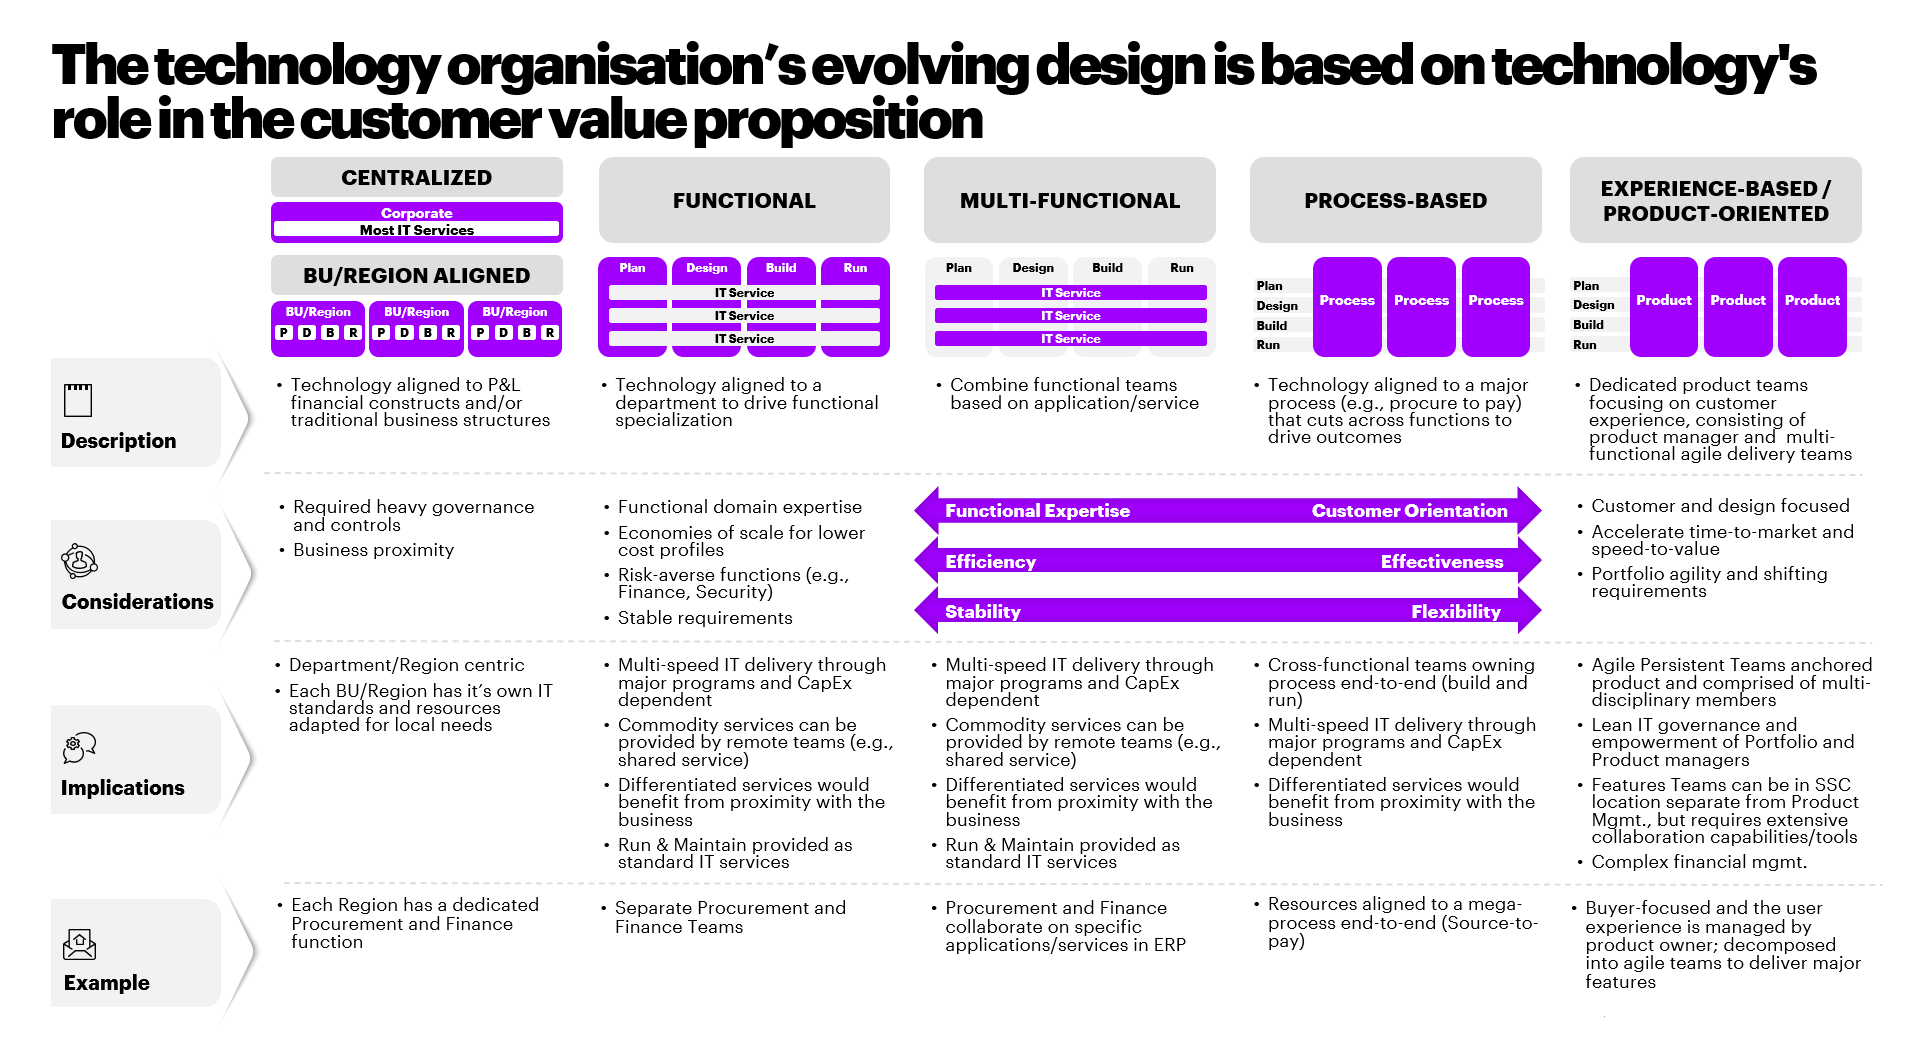 The technology organisation’s evolving design is based on technology's
role in the customer value proposition
CENTRALIZED
Corporate
Most IT Services
BU/REGION ALIGNED
BU/Region
P D B R
BU/Region
P D B R
BU/Region
P D B R
FUNCTIONAL
Plan Design Build Run
IT Service
IT Service
IT Service
MULTI-FUNCTIONAL
Plan Design Build Run
IT Service
IT Service
IT Service
PROCESS-BASED
Plan
Design
Build
Run
Process Process Process
EXPERIENCE-BASED /
PRODUCT-ORIENTED
Plan
Design
Build
Run
Product Product Product
Description
• Technology aligned to P&L
financial constructs and/or
traditional business structures
• Technology aligned to a
department to drive functional
specialization
• Combine functional teams
based on application/service
• Technology aligned to a major
process (e.g., procure to pay)
that cuts across functions to
drive outcomes
• Dedicated product teams
focusing on customer
experience, consisting of
product manager and  multi-
functional agile delivery teams
Considerations
• Required heavy governance
and controls
• Business proximity
• Functional domain expertise
• Economies of scale for lower
cost profiles
• Risk-averse functions (e.g.,
Finance, Security)
• Stable requirements
Functional Expertise Customer Orientation
Efficiency Effectiveness
Stability Flexibility
• Customer and design focused
• Accelerate time-to-market and
speed-to-value
• Portfolio agility and shifting
requirements
Implications
• Department/Region centric
• Each BU/Region has it’s own IT
standards and resources
adapted for local needs
• Multi-speed IT delivery through
major programs and CapEx
dependent
• Commodity services can be
provided by remote teams (e.g.,
shared service)
• Differentiated services would
benefit from proximity with the
business
• Run & Maintain provided as
standard IT services
• Multi-speed IT delivery through
major programs and CapEx
dependent
• Commodity services can be
provided by remote teams (e.g.,
shared service)
• Differentiated services would
benefit from proximity with the
business
• Run & Maintain provided as
standard IT services
• Cross-functional teams owning
process end-to-end (build and
run)
• Multi-speed IT delivery through
major programs and CapEx
dependent
• Differentiated services would
benefit from proximity with the
business
• Agile Persistent Teams anchored
product and comprised of multi-
disciplinary members
• Lean IT governance and
empowerment of Portfolio and
Product managers
• Features Teams can be in SSC
location separate from Product
Mgmt., but requires extensive
collaboration capabilities/tools
• Complex financial mgmt.
Example
• Each Region has a dedicated
Procurement and Finance
function
• Separate Procurement and
Finance Teams
• Procurement and Finance
collaborate on specific
applications/services in ERP
• Resources aligned to a mega-
process end-to-end (Source-to-
pay)
• Buyer-focused and the user
experience is managed by
product owner; decomposed
into agile teams to deliver major
features